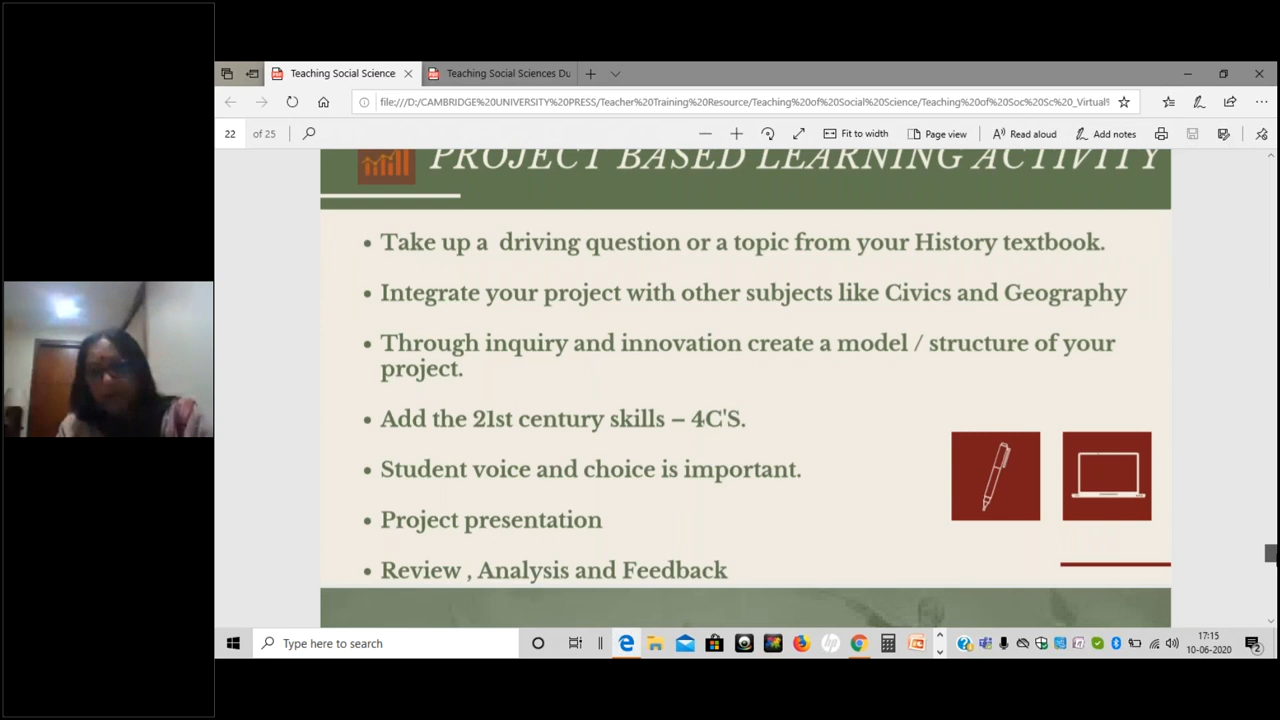 Teaching Social Science
Teaching Social Sciences Du
file:///D:/CAMBRIDGE%20UNIVERSITY%20PRESS/Teacher%20Training%20Resource/Teaching%20of%20Social%20Science/Teaching%20of%20Soc%20Sc%20_Virtual%
22 of 25
Fit to width
Page view
Read aloud
Add notes
PROJECT BASED LEARNING ACTIVITY
• Take up a driving question or a topic from your History textbook.
• Integrate your project with other subjects like Civics and Geography
• Through inquiry and innovation create a model / structure of your
project.
• Add the 21st century skills – 4C'S.
• Student voice and choice is important.
• Project presentation
• Review , Analysis and Feedback
Type here to search
17:15
10-06-2020
2